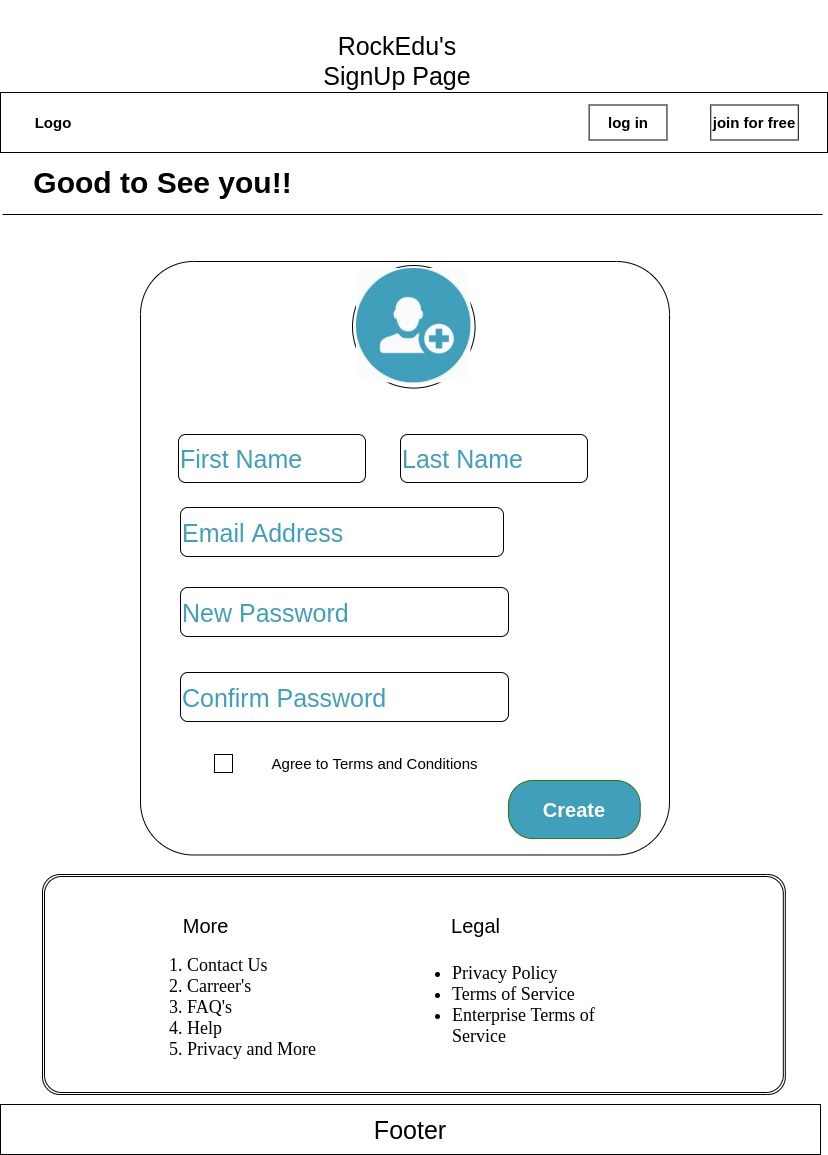 RockEdu's
SignUp Page
Logo
log in
join for free
Good to See you!!
First Name
Last Name
Email Address
New Password
Confirm Password
Agree to Terms and Conditions
Create
More
1. Contact Us
2. Carreer's
3. FAQ's
4. Help
5. Privacy and More
Legal
• Privacy Policy
• Terms of Service
• Enterprise Terms of
Service
Footer